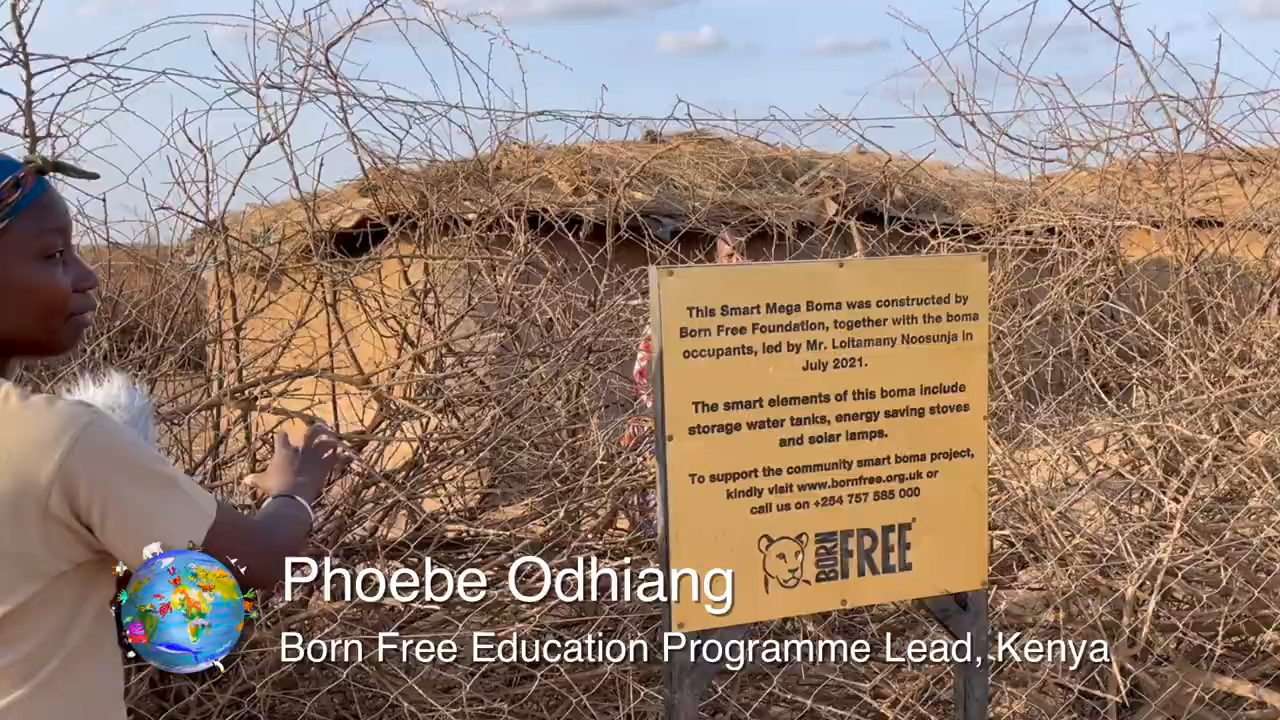 This Smart Mega Boma was constructed by
Born Free Foundation, together with the boma
occupants, led by Mr. Loitamany Noosunja in
July 2021.
The smart elements of this boma include
storage water tanks, energy saving stoves
and solar lamps.
To support the community smart boma project,
kindly visit www.bornfree.org.uk or
call us on +254 757 585 000
BORN FREE
Phoebe Odhiang
Born Free Education Programme Lead, Kenya